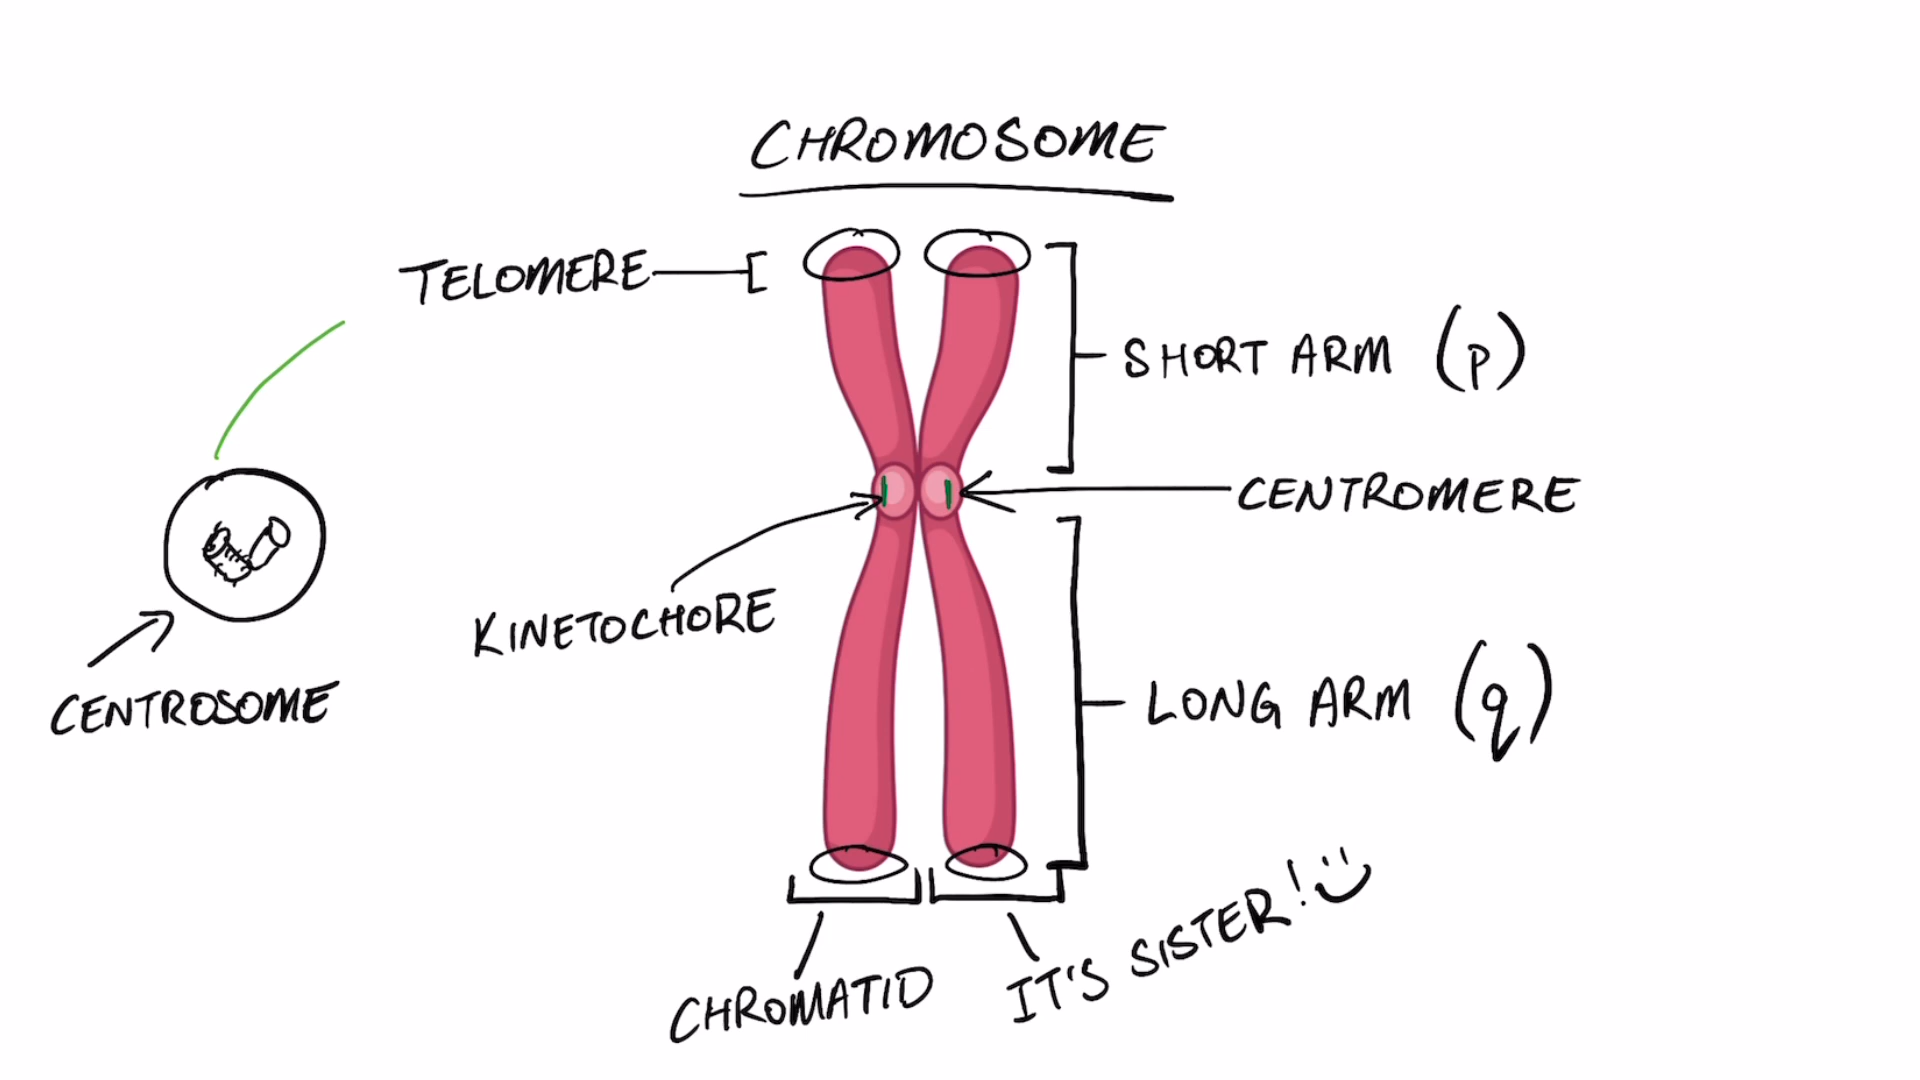 CHROMOSOME
TELOMERE
SHORT ARM (p)
CENTROMERE
KINETOCHORE
CENTROSOME
LONG ARM (q)
CHROMATID
IT'S SISTER!